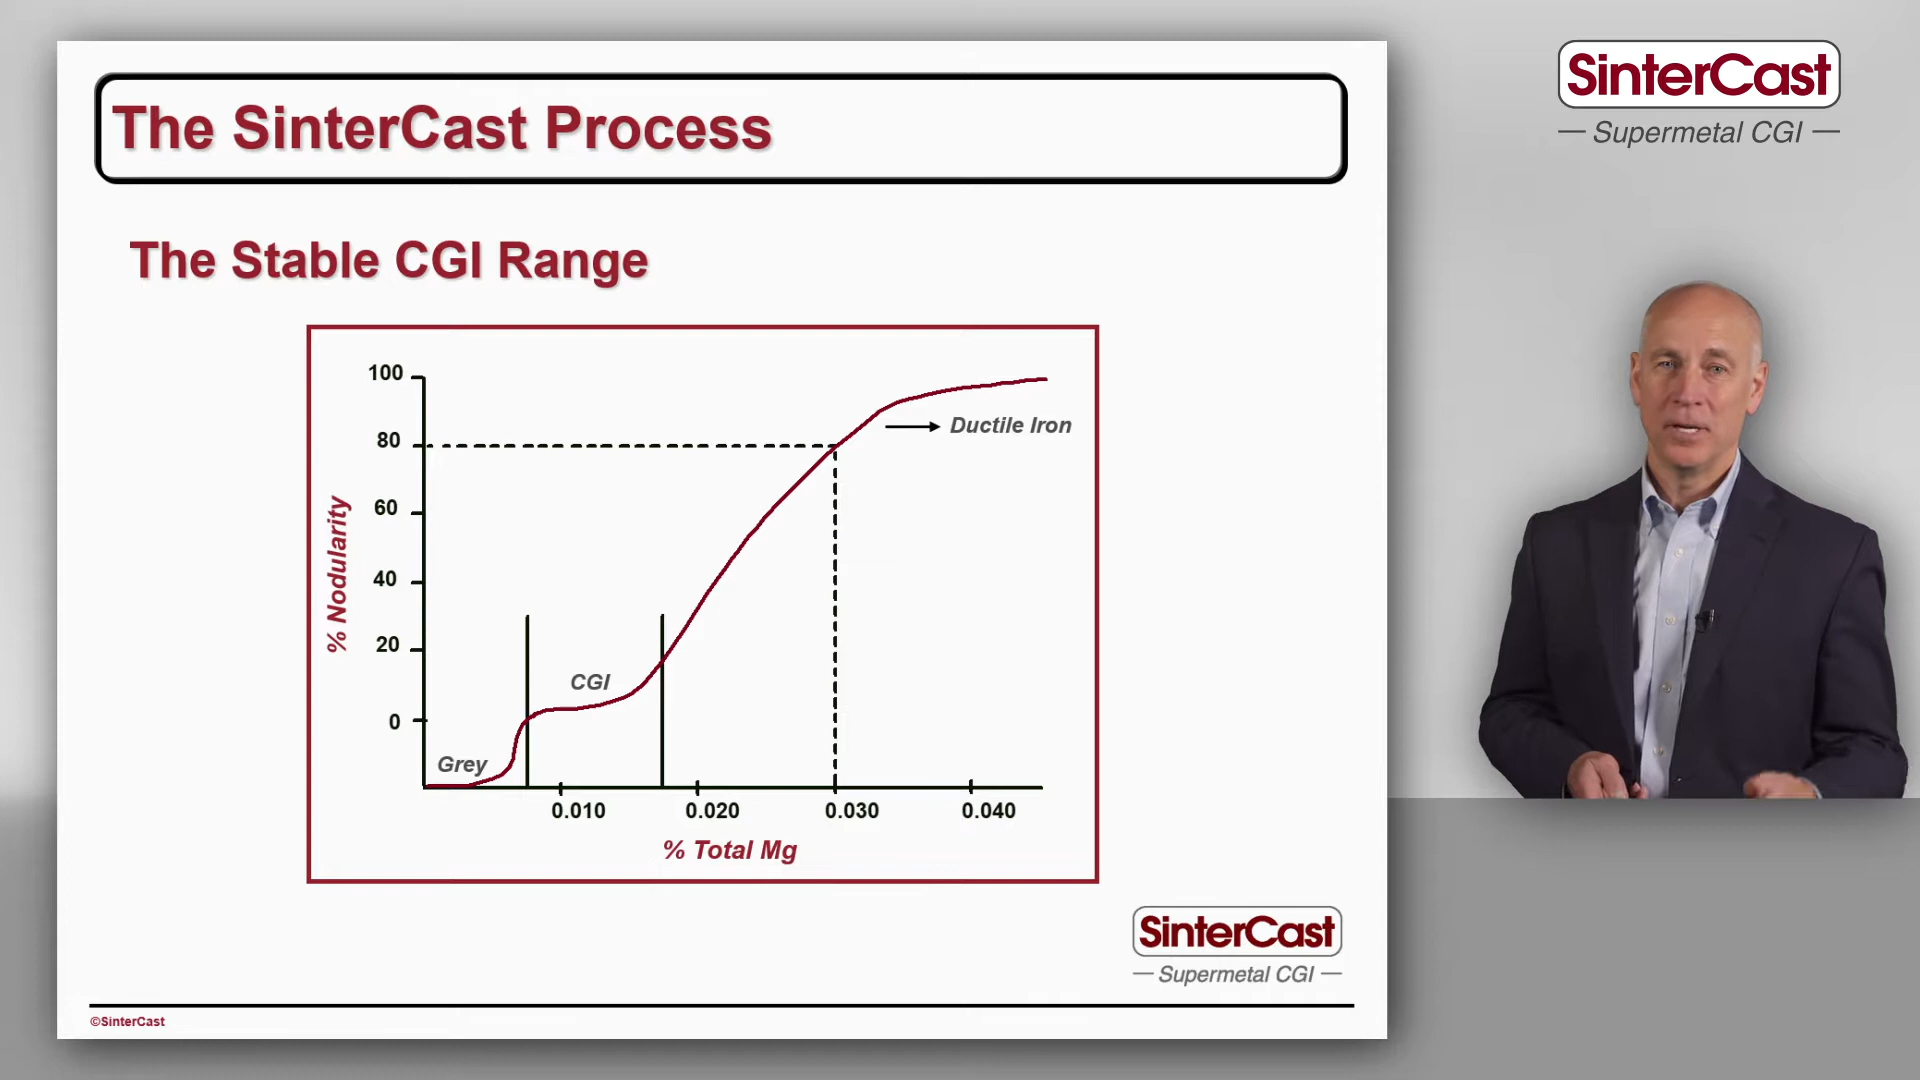 The SinterCast Process
SinterCast
— Supermetal CGI —
The Stable CGI Range
100
80
60
40
20
0
% Nodularity
Ductile Iron
CGI
Grey
0.010
0.020
0.030
0.040
% Total Mg
SinterCast
— Supermetal CGI —
©SinterCast